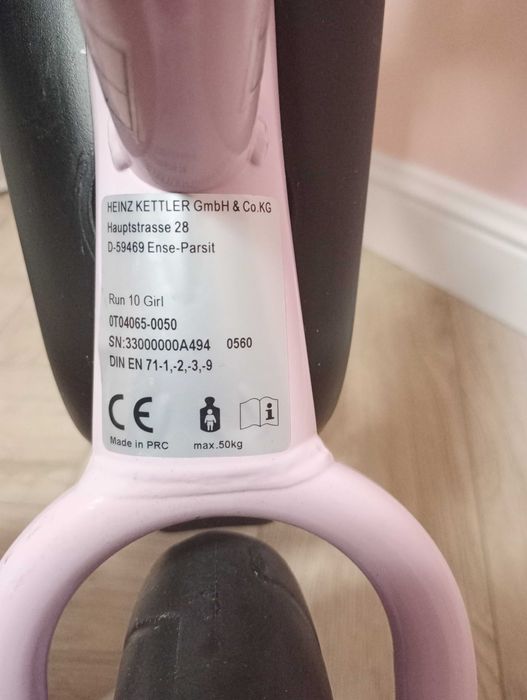 HEINZ KETTLER GmbH & Co.KG
Hauptstrasse 28
D-59469 Ense-Parsit
Run 10 Girl
0T04065-0050
SN:33000000A494 0560
DIN EN 71-1,-2,-3,-9
CE
i
Made in PRC max.50kg